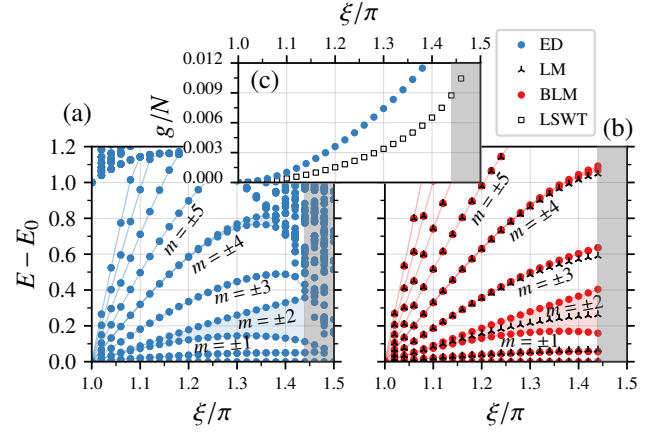 ξ/π
1.0 1.1 1.2 1.3 1.4 1.5
0.012
0.009
0.006
0.003
0.000
g/N
(c)
ED
LM
BLM
LSWT
(a)
1.2
1.0
0.8
0.6
0.4
0.2
0.0
E − E₀
m = ±5
m = ±4
m = ±3
m = ±2
m = ±1
1.0 1.1 1.2 1.3 1.4 1.5
ξ/π
(b)
m = ±5
m = ±4
m = ±3
m = ±2
m = ±1
1.0 1.1 1.2 1.3 1.4 1.5
ξ/π